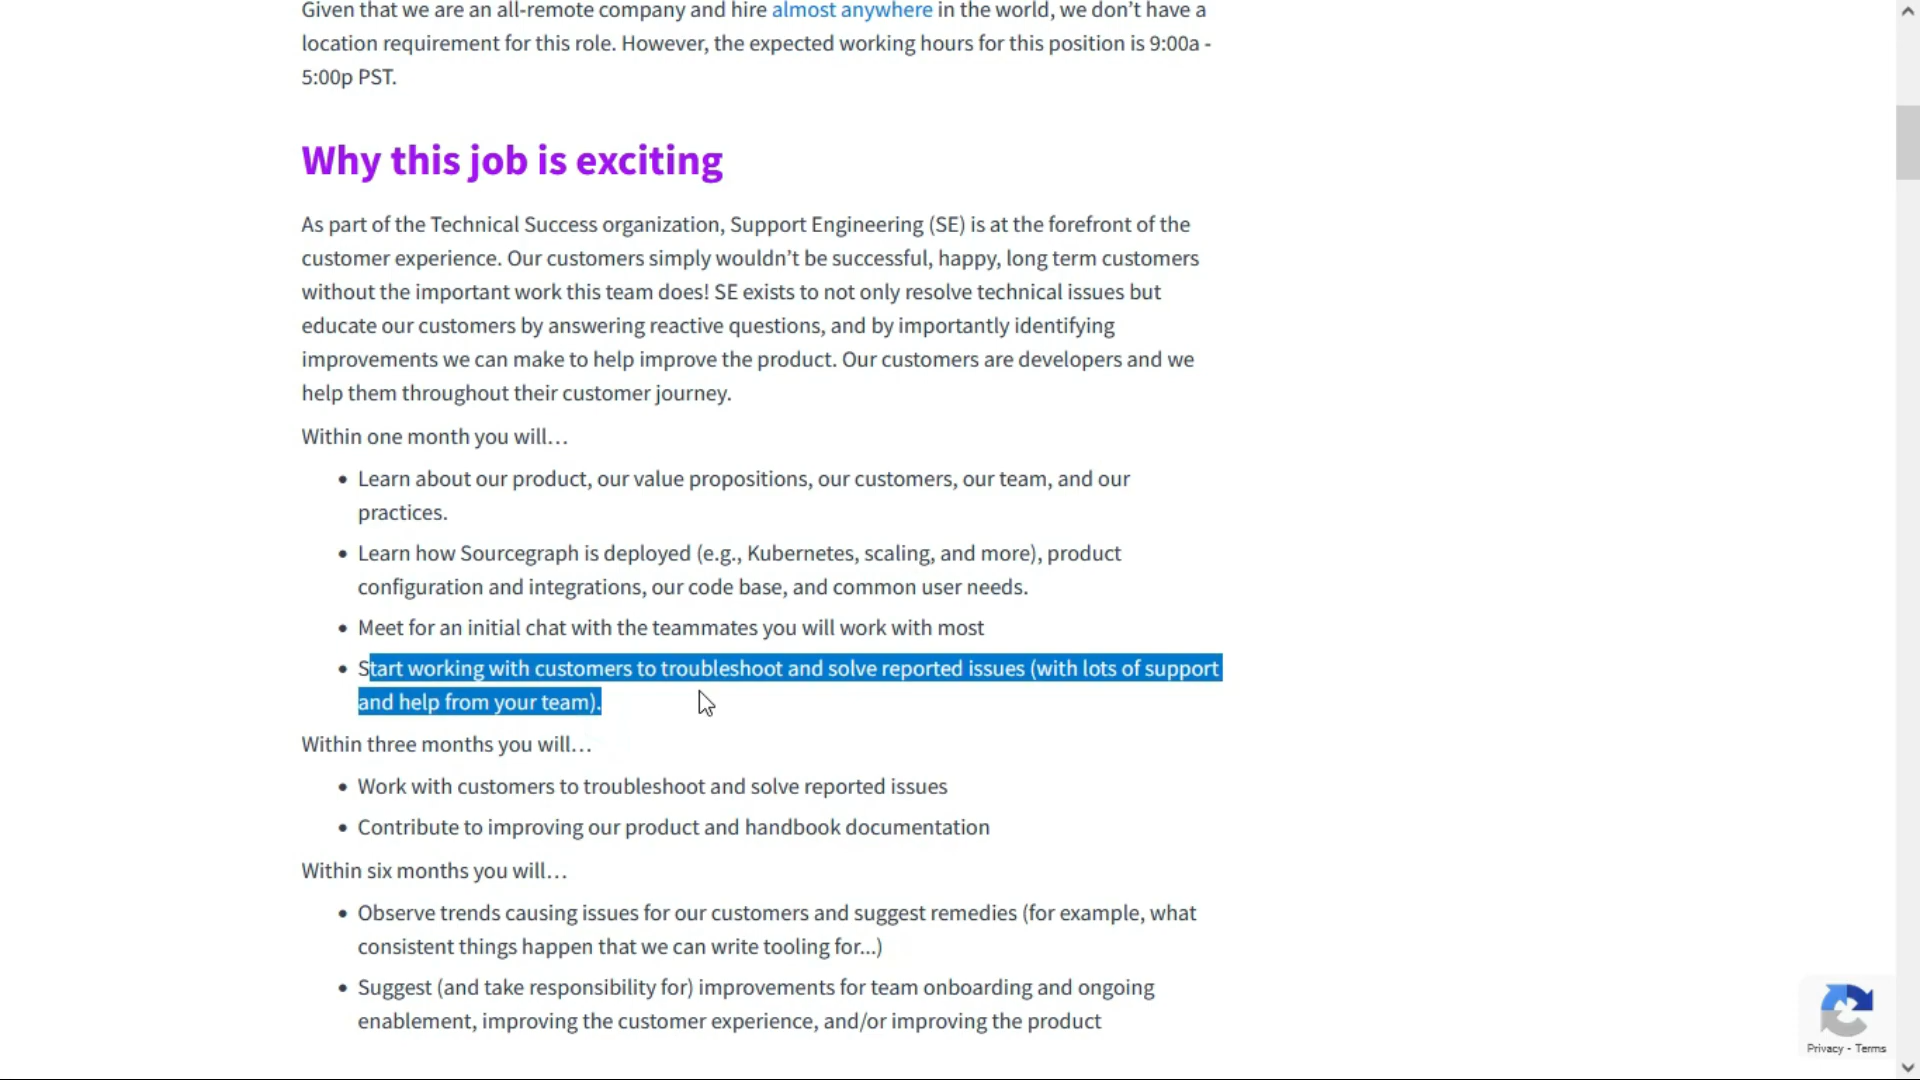 Given that we are an all-remote company and hire almost anywhere in the world, we don’t have a
location requirement for this role. However, the expected working hours for this position is 9:00a -
5:00p PST.
Why this job is exciting
As part of the Technical Success organization, Support Engineering (SE) is at the forefront of the
customer experience. Our customers simply wouldn’t be successful, happy, long term customers
without the important work this team does! SE exists to not only resolve technical issues but
educate our customers by answering reactive questions, and by importantly identifying
improvements we can make to help improve the product. Our customers are developers and we
help them throughout their customer journey.
Within one month you will…
• Learn about our product, our value propositions, our customers, our team, and our
practices.
• Learn how Sourcegraph is deployed (e.g., Kubernetes, scaling, and more), product
configuration and integrations, our code base, and common user needs.
• Meet for an initial chat with the teammates you will work with most
• Start working with customers to troubleshoot and solve reported issues (with lots of support
and help from your team).
Within three months you will…
• Work with customers to troubleshoot and solve reported issues
• Contribute to improving our product and handbook documentation
Within six months you will…
• Observe trends causing issues for our customers and suggest remedies (for example, what
consistent things happen that we can write tooling for...)
• Suggest (and take responsibility for) improvements for team onboarding and ongoing
enablement, improving the customer experience, and/or improving the product
Privacy - Terms